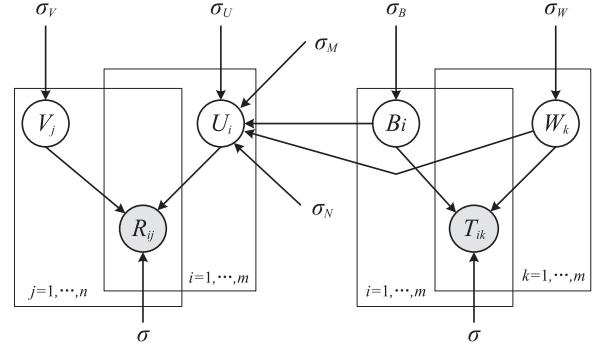 σ_V σ_U σ_B σ_W
σ_M
V_j U_i Bi W_k
σ_N
R_ij T_ik
j=1,⋯,n i=1,⋯,m i=1,⋯,m k=1,⋯,m
σ σ